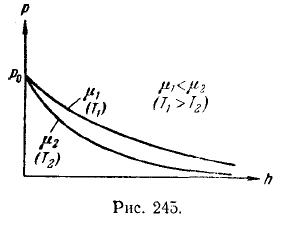 p
p₀
μ₁
(T₁)
μ₁<μ₂
(T₁>T₂)
μ₂
(T₂)
h
Рис. 245.